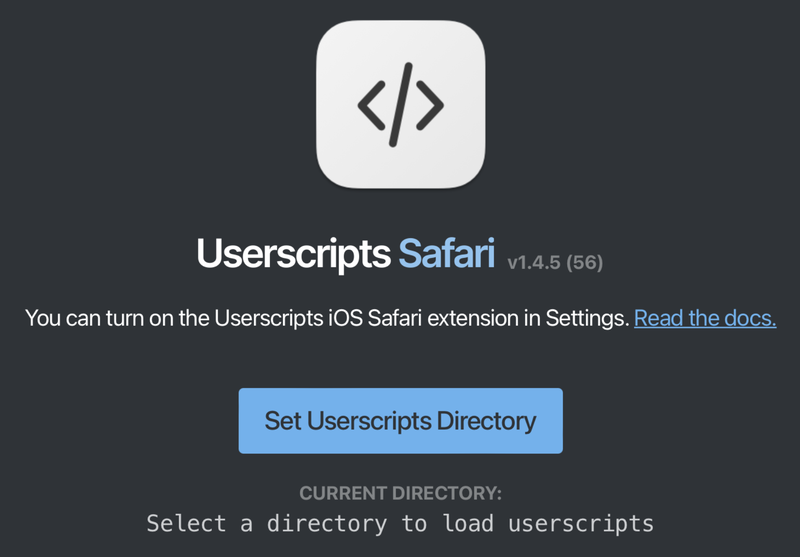 Userscripts Safari v1.4.5 (56)
You can turn on the Userscripts iOS Safari extension in Settings. Read the docs.
Set Userscripts Directory
CURRENT DIRECTORY:
Select a directory to load userscripts